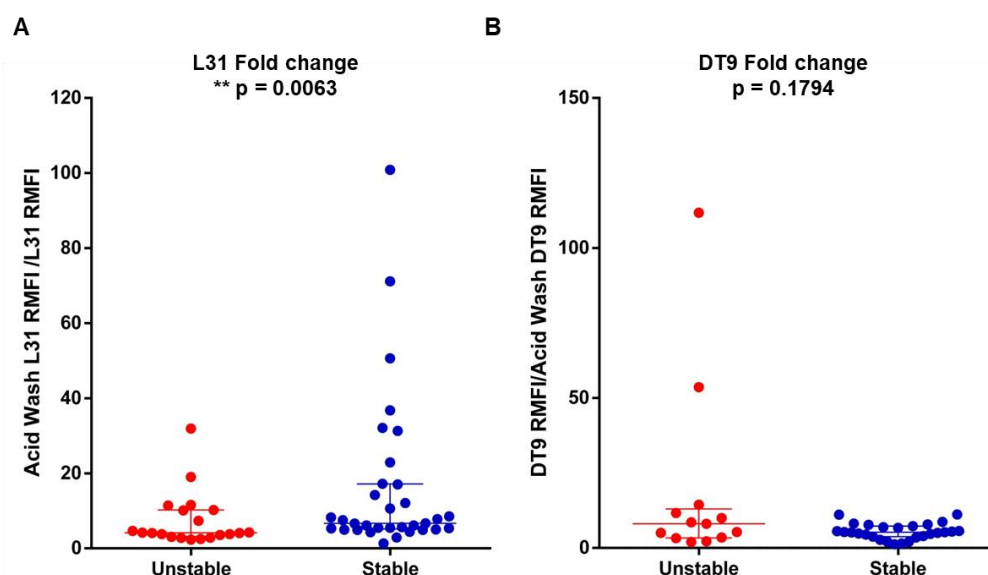 A
L31 Fold change
** p = 0.0063
Acid Wash L31 RMFI /L31 RMFI
120
100
80
60
40
20
0
Unstable
Stable
B
DT9 Fold change
p = 0.1794
DT9 RMFI/Acid Wash DT9 RMFI
150
100
50
0
Unstable
Stable